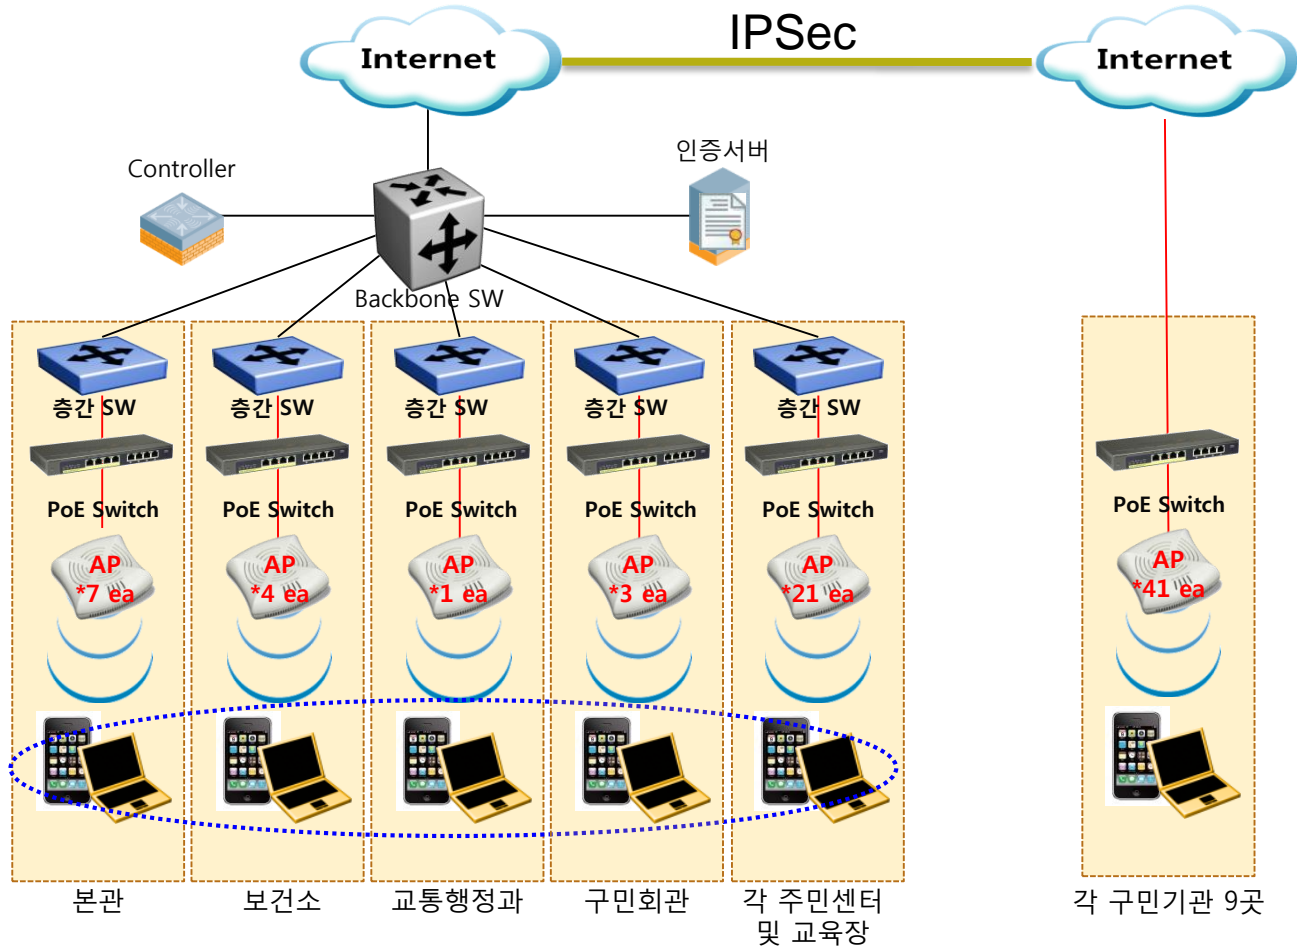 IPSec
Internet
Internet
Controller
인증서버
Backbone SW
층간 SW
층간 SW
층간 SW
층간 SW
층간 SW
PoE Switch
PoE Switch
PoE Switch
PoE Switch
PoE Switch
PoE Switch
AP
*7 ea
AP
*4 ea
AP
*1 ea
AP
*3 ea
AP
*21 ea
AP
*41 ea
본관
보건소
교통행정과
구민회관
각 주민센터
및 교육장
각 구민기관 9곳